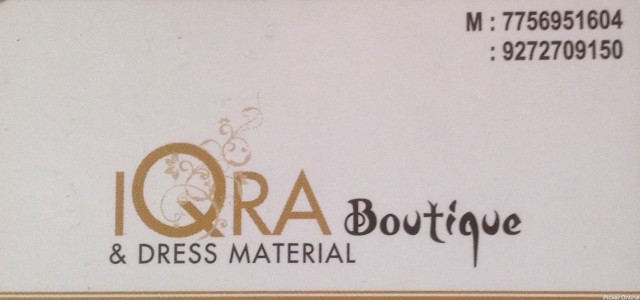 M : 7756951604
: 9272709150
IQRA Boutique
& DRESS MATERIAL